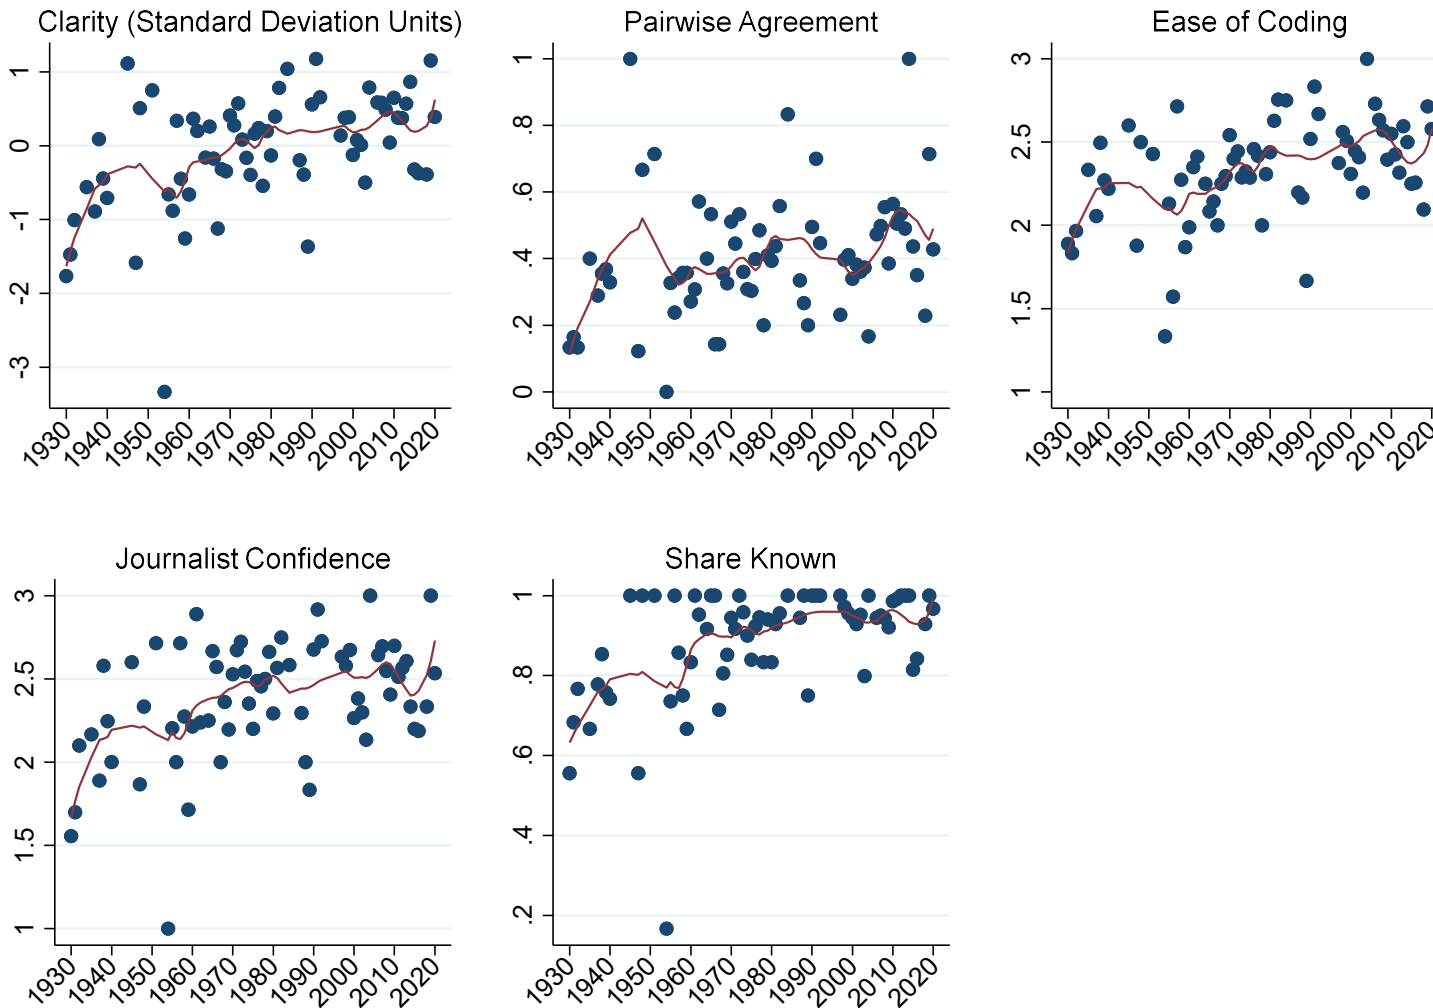 Clarity (Standard Deviation Units)
1
0
-1
-2
-3
1930 1940 1950 1960 1970 1980 1990 2000 2010 2020
Pairwise Agreement
1
.8
.6
.4
.2
0
1930 1940 1950 1960 1970 1980 1990 2000 2010 2020
Ease of Coding
3
2.5
2
1.5
1
1930 1940 1950 1960 1970 1980 1990 2000 2010 2020
Journalist Confidence
3
2.5
2
1.5
1
1930 1940 1950 1960 1970 1980 1990 2000 2010 2020
Share Known
1
.8
.6
.4
.2
1930 1940 1950 1960 1970 1980 1990 2000 2010 2020